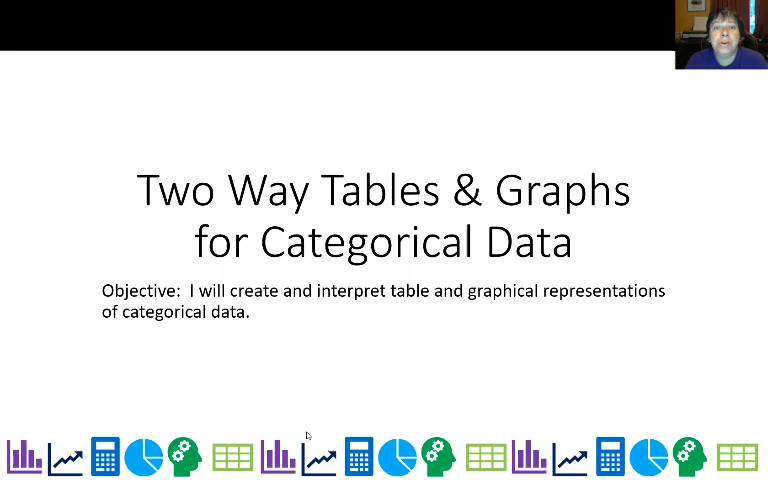 Two Way Tables & Graphs
for Categorical Data
Objective:  I will create and interpret table and graphical representations
of categorical data.